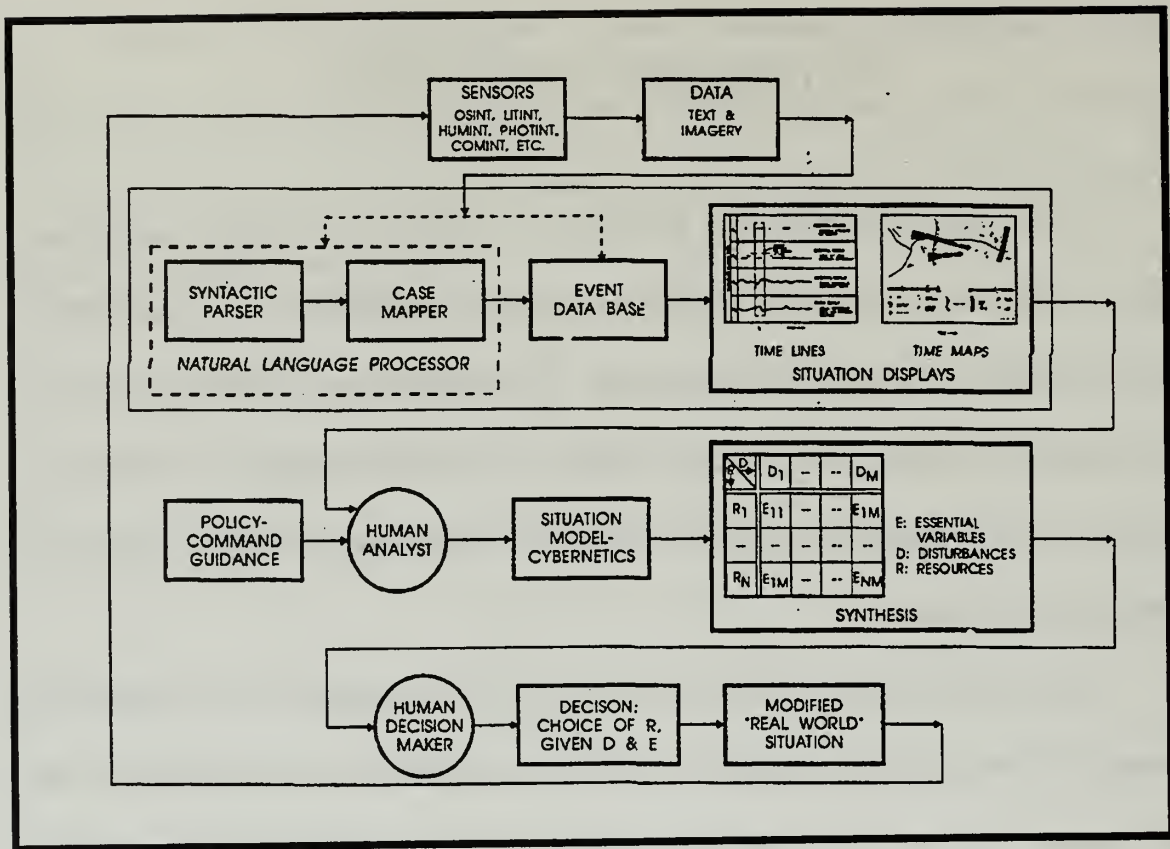 SENSORS
OSINT, LITINT,
HUMINT, PHOTINT,
COMINT, ETC.
DATA
TEXT &
IMAGERY
SYNTACTIC
PARSER
CASE
MAPPER
NATURAL LANGUAGE PROCESSOR
EVENT
DATA BASE
TIME LINES
TIME MAPS
SITUATION DISPLAYS
POLICY-
COMMAND
GUIDANCE
HUMAN
ANALYST
SITUATION
MODEL-
CYBERNETICS
R D D1 -- -- DM
R1 E11 -- -- E1M
-- -- -- -- --
RN E1M -- -- ENM
E: ESSENTIAL
VARIABLES
D: DISTURBANCES
R: RESOURCES
SYNTHESIS
HUMAN
DECISION
MAKER
DECISON:
CHOICE OF R,
GIVEN D & E
MODIFIED
"REAL WORLD"
SITUATION